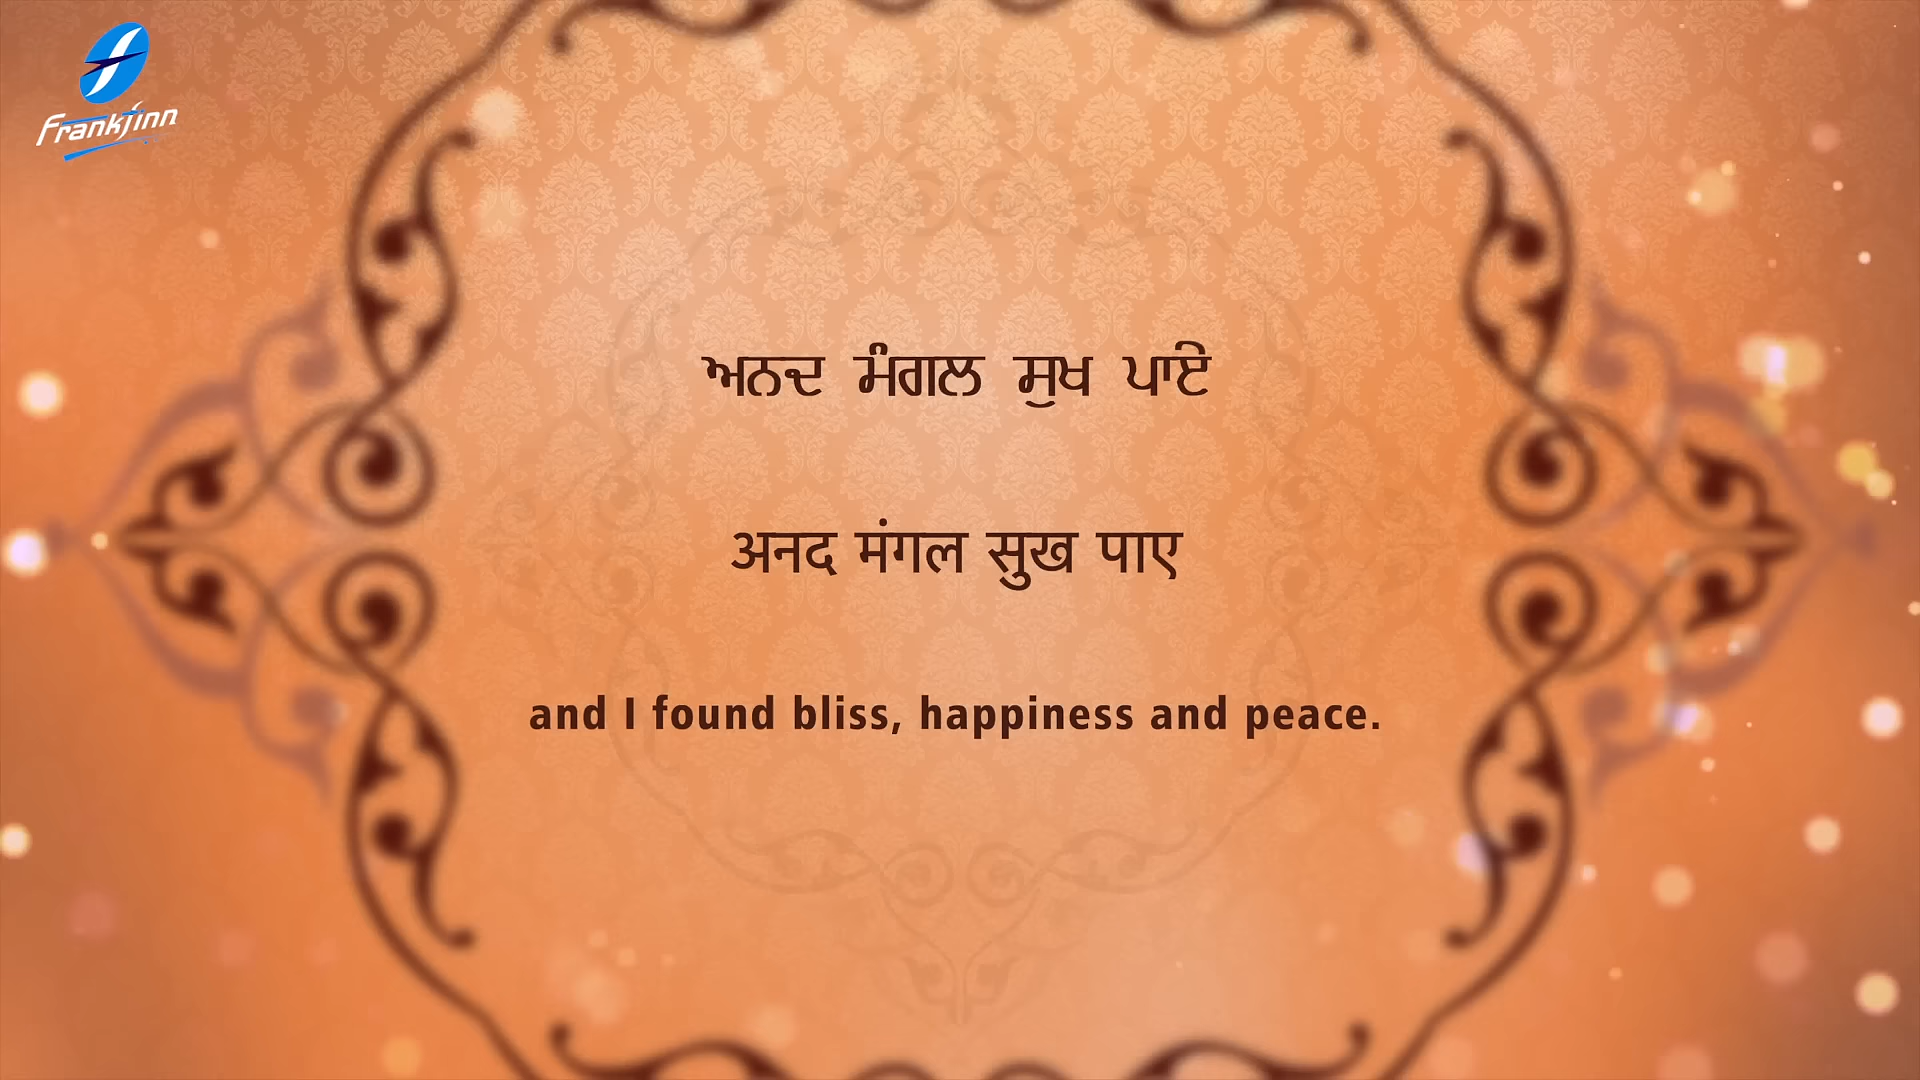 Frankfinn
ਅਨਦ ਮੰਗਲ ਸੁਖ ਪਾਏ
अनद मंगल सुख पाए
and I found bliss, happiness and peace.